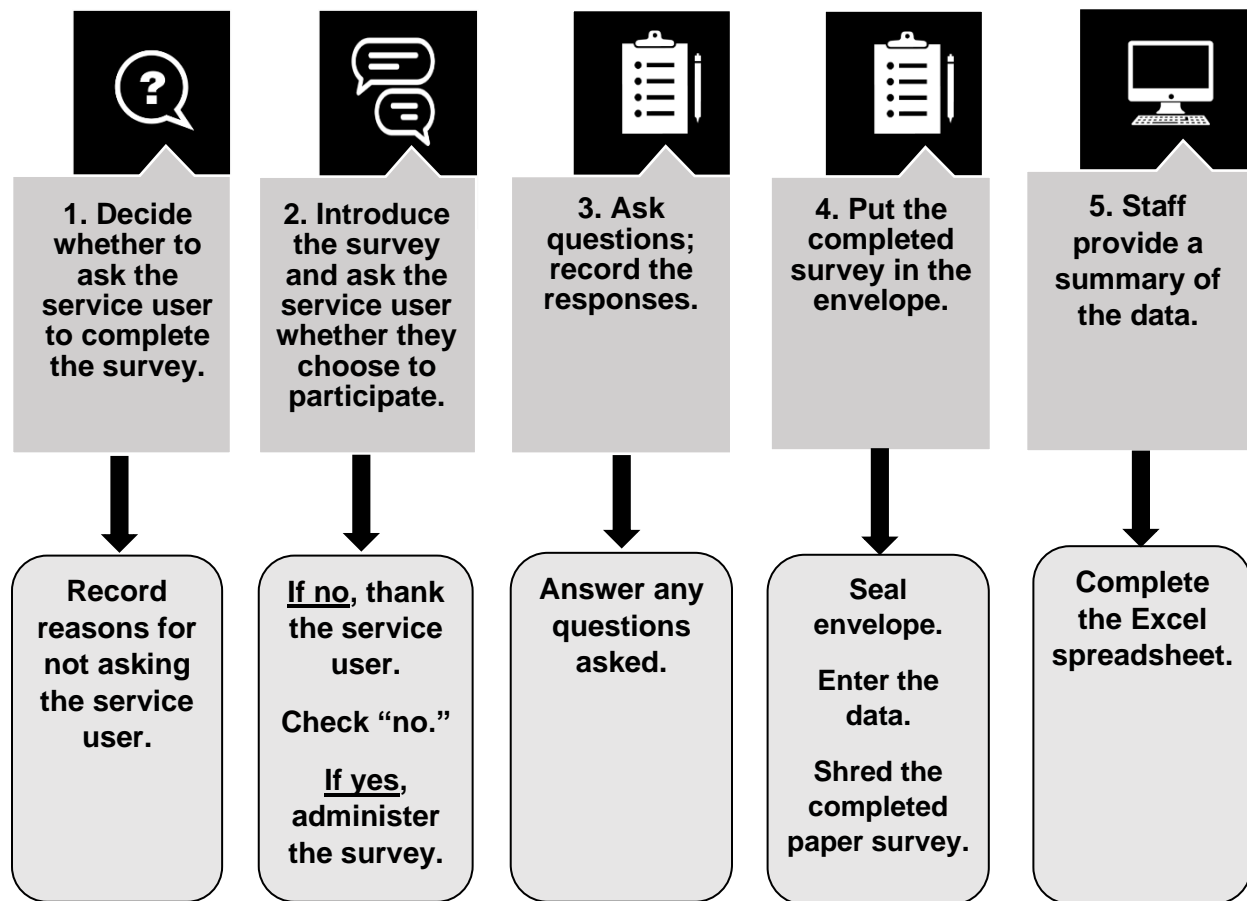 ?
1. Decide
whether to
ask the
service user
to complete
the survey.
2. Introduce
the survey
and ask the
service user
whether they
choose to
participate.
3. Ask
questions;
record the
responses.
4. Put the
completed
survey in the
envelope.
5. Staff
provide a
summary of
the data.
Record
reasons for
not asking
the service
user.
If no, thank
the service
user.
Check “no.”
If yes,
administer
the survey.
Answer any
questions
asked.
Seal
envelope.
Enter the
data.
Shred the
completed
paper survey.
Complete
the Excel
spreadsheet.